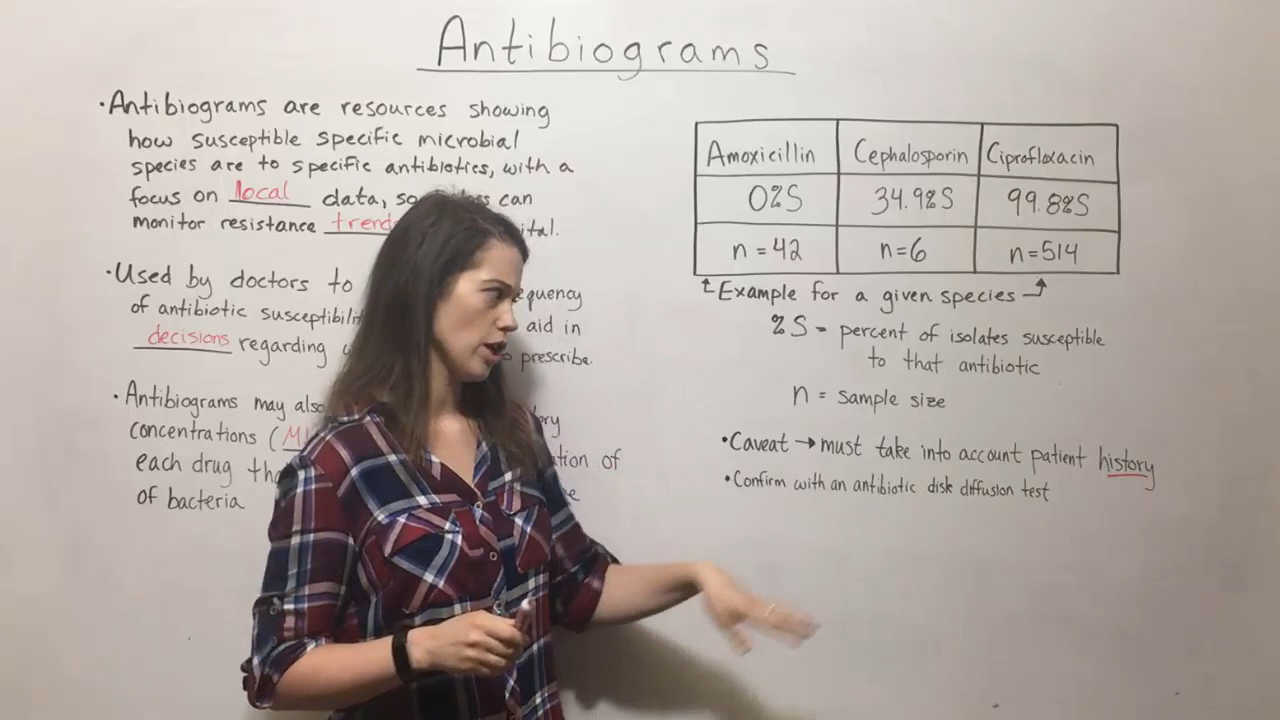 Antibiograms
• Antibiograms are resources showing
how susceptible specific microbial
species are to specific antibiotics, with a
focus on local data, so can
monitor resistance
• Used by doctors to
of antibiotic
decisions regarding prescribe.
• Antibiograms may also
concentrations
each drug
of bacteria
aid in
of
Amoxicillin Cephalosporin Ciprofloxacin
0%S 34.9%S 99.8%S
n = 42 n = 6 n = 514
Example for a given species
%S = percent of isolates susceptible
to that antibiotic
n = sample size
• Caveat → must take into account patient history
• Confirm with an antibiotic disk diffusion test